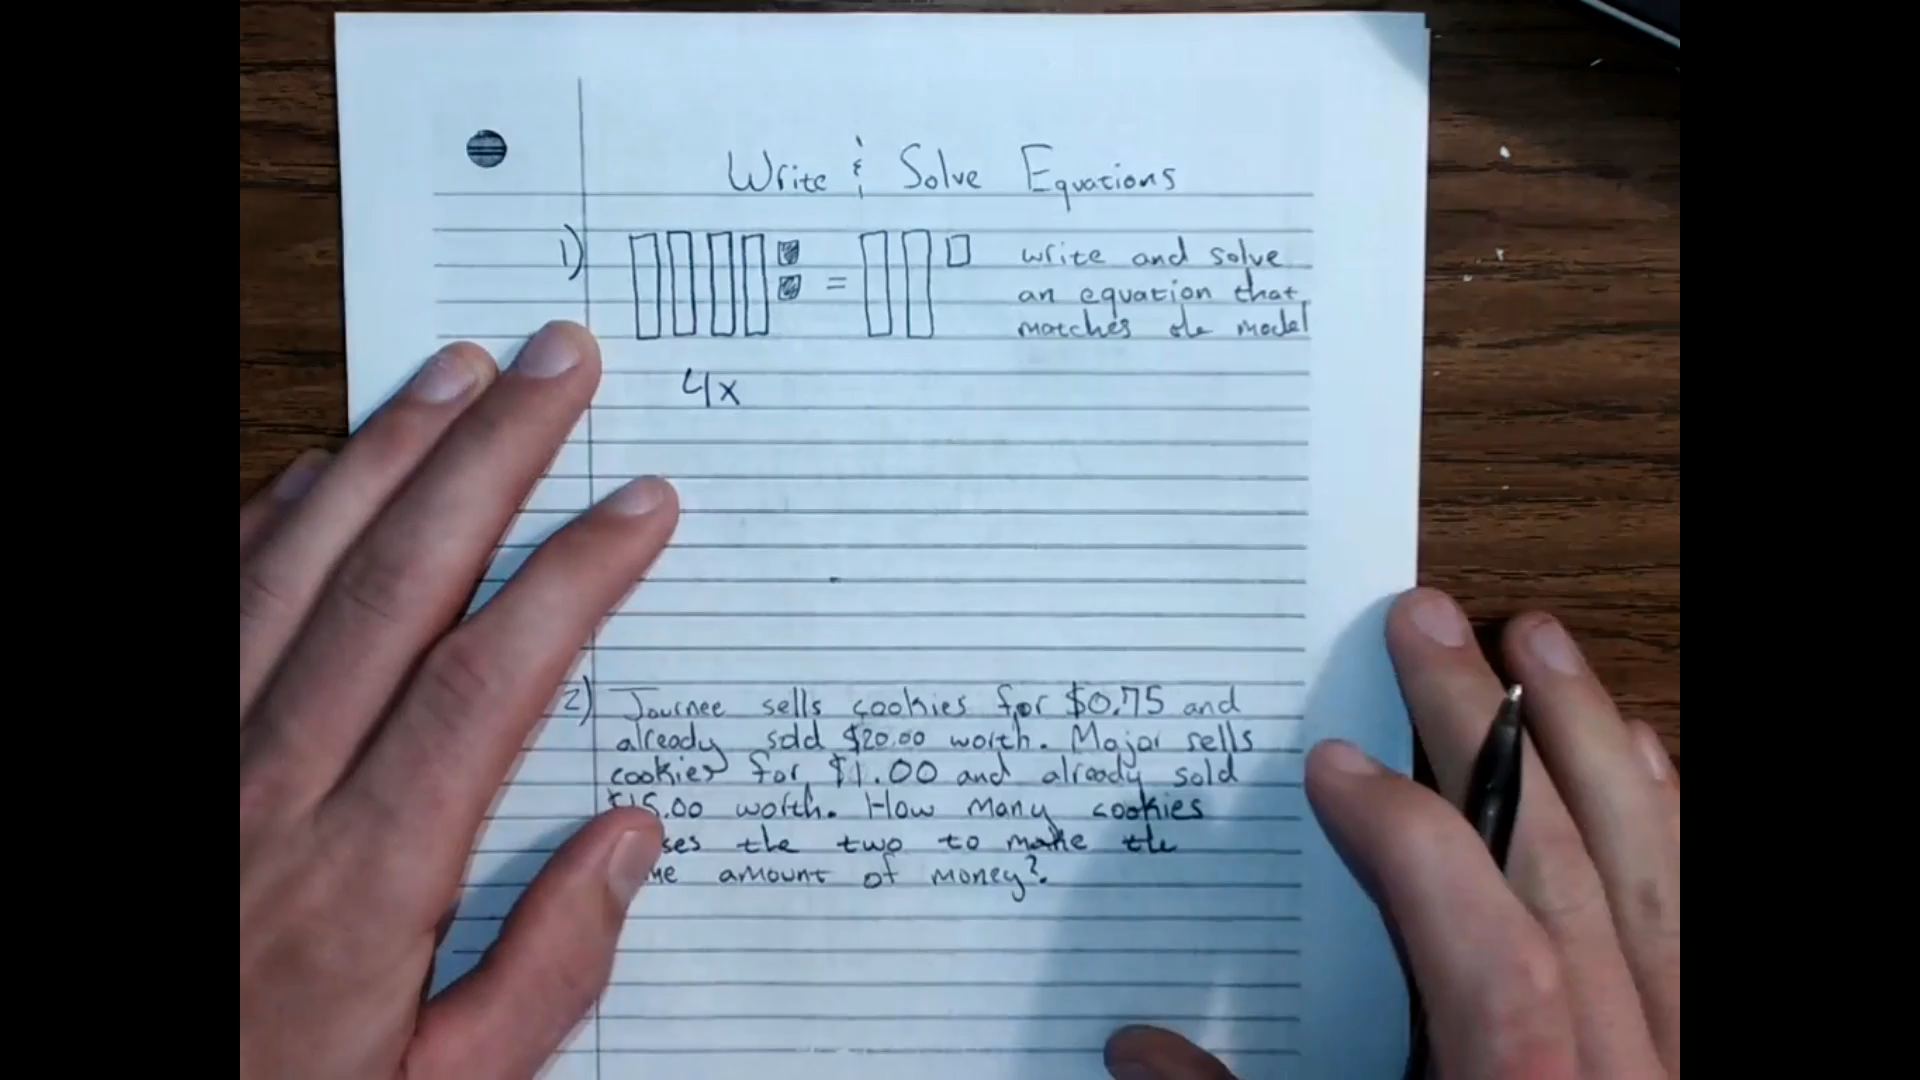 Write & Solve Equations
1) = write and solve
an equation that
matches the model
4x
2) Journee sells cookies for $0.75 and
already sold $20.00 worth. Major sells
cookies for $1.00 and already sold
$15.00 worth. How many cookies
the two to make the
amount of money?